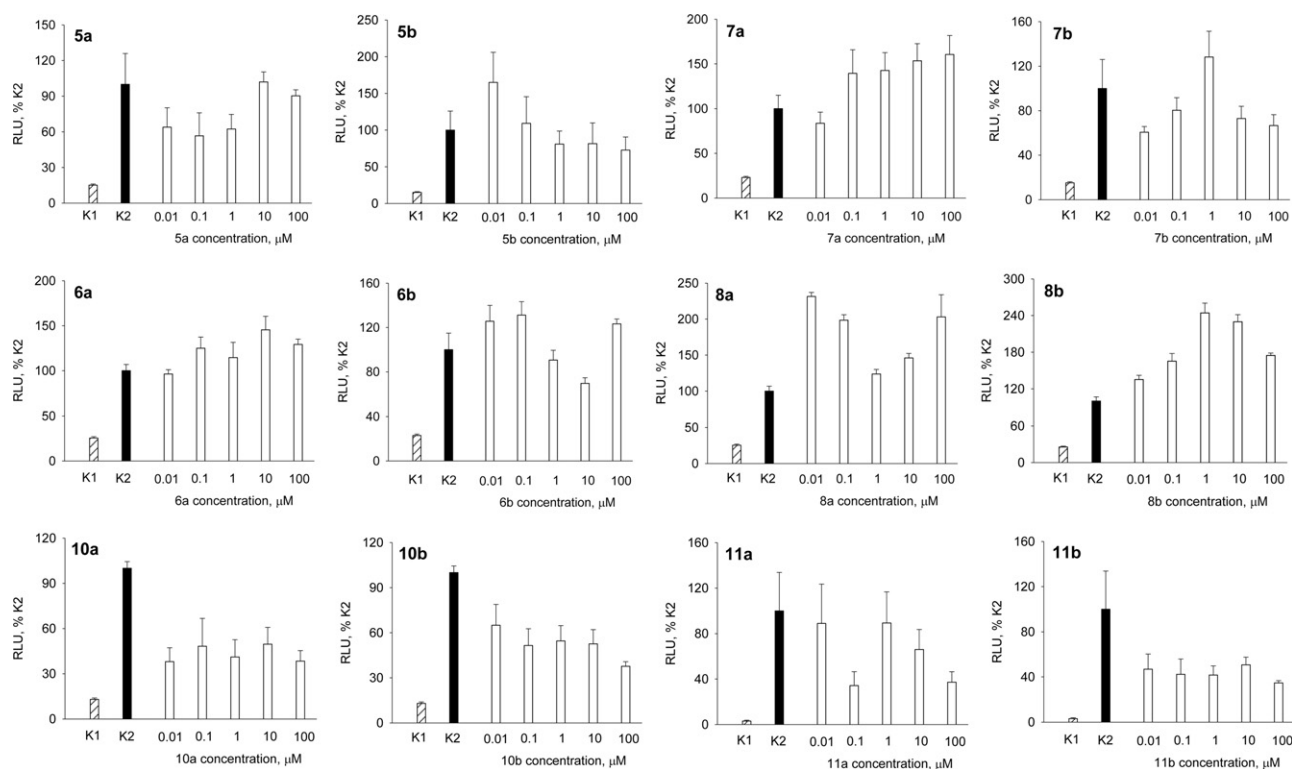 5a
RLU, % K2
150
120
90
60
30
0
K1 K2 0.01 0.1 1 10 100
5a concentration, μM
5b
RLU, % K2
250
200
150
100
50
0
K1 K2 0.01 0.1 1 10 100
5b concentration, μM
7a
RLU, % K2
200
150
100
50
0
K1 K2 0.01 0.1 1 10 100
7a concentration, μM
7b
RLU, % K2
160
120
80
40
0
K1 K2 0.01 0.1 1 10 100
7b concentration, μM
6a
RLU, % K2
200
150
100
50
0
K1 K2 0.01 0.1 1 10 100
6a concentration, μM
6b
RLU, % K2
160
120
80
40
0
K1 K2 0.01 0.1 1 10 100
6b concentration, μM
8a
RLU, % K2
250
200
150
100
50
0
K1 K2 0.01 0.1 1 10 100
8a concentration, μM
8b
RLU, % K2
300
240
180
120
60
0
K1 K2 0.01 0.1 1 10 100
8b concentration, μM
10a
RLU, % K2
120
90
60
30
0
K1 K2 0.01 0.1 1 10 100
10a concentration, μM
10b
RLU, % K2
120
90
60
30
0
K1 K2 0.01 0.1 1 10 100
10b concentration, μM
11a
RLU, % K2
160
120
80
40
0
K1 K2 0.01 0.1 1 10 100
11a concentration, μM
11b
RLU, % K2
160
120
80
40
0
K1 K2 0.01 0.1 1 10 100
11b concentration, μM